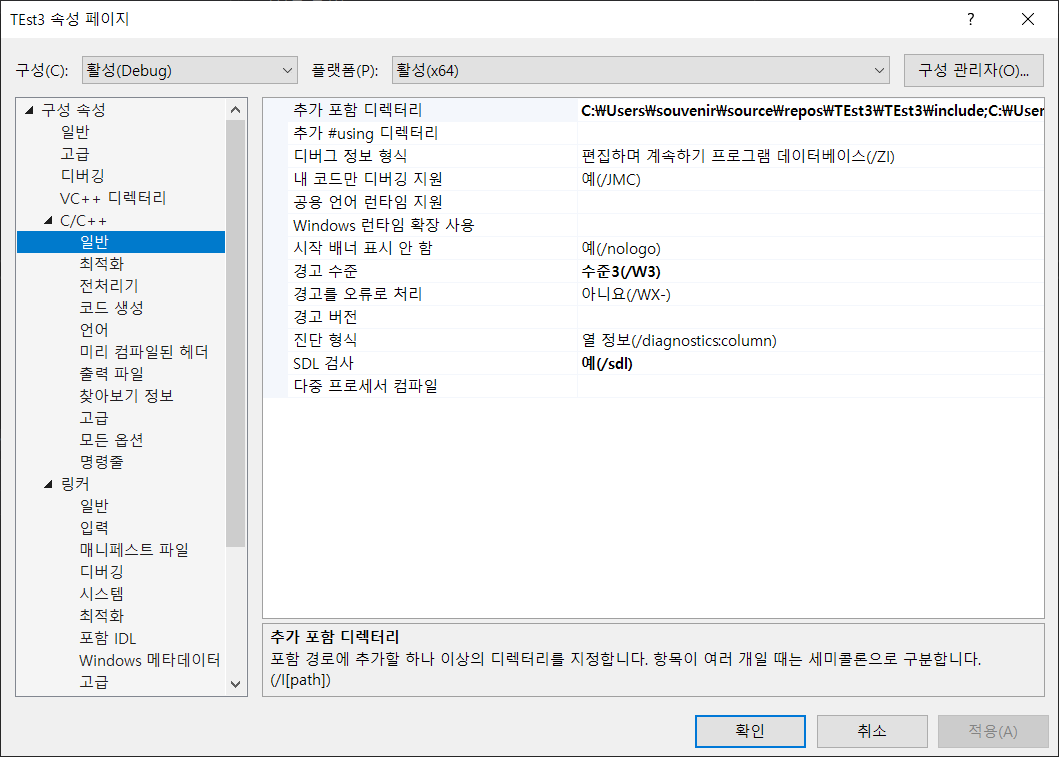 TEst3 속성 페이지
?
구성(C):
활성(Debug)
플랫폼(P):
활성(x64)
구성 관리자(O)...
구성 속성
일반
고급
디버깅
VC++ 디렉터리
C/C++
일반
최적화
전처리기
코드 생성
언어
미리 컴파일된 헤더
출력 파일
찾아보기 정보
고급
모든 옵션
명령줄
링커
일반
입력
매니페스트 파일
디버깅
시스템
최적화
포함 IDL
Windows 메타데이터
고급
추가 포함 디렉터리 C:₩Users₩souvenir₩source₩repos₩TEst3₩TEst3₩include;C:₩User
추가 #using 디렉터리
디버그 정보 형식 편집하며 계속하기 프로그램 데이터베이스(/ZI)
내 코드만 디버깅 지원 예(/JMC)
공용 언어 런타임 지원
Windows 런타임 확장 사용
시작 배너 표시 안 함 예(/nologo)
경고 수준 수준3(/W3)
경고를 오류로 처리 아니요(/WX-)
경고 버전
진단 형식 열 정보(/diagnostics:column)
SDL 검사 예(/sdl)
다중 프로세서 컴파일
추가 포함 디렉터리
포함 경로에 추가할 하나 이상의 디렉터리를 지정합니다. 항목이 여러 개일 때는 세미콜론으로 구분합니다.
(/I[path])
확인
취소
적용(A)